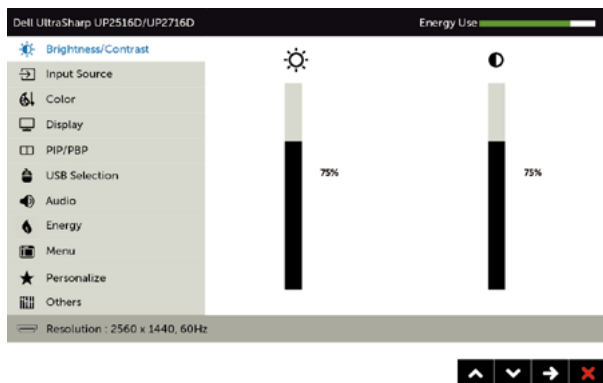 Dell UltraSharp UP2516D/UP2716D Energy Use
Brightness/Contrast
Input Source
Color
Display
PIP/PBP
USB Selection
Audio
Energy
Menu
Personalize
Others
75% 75%
Resolution : 2560 x 1440, 60Hz